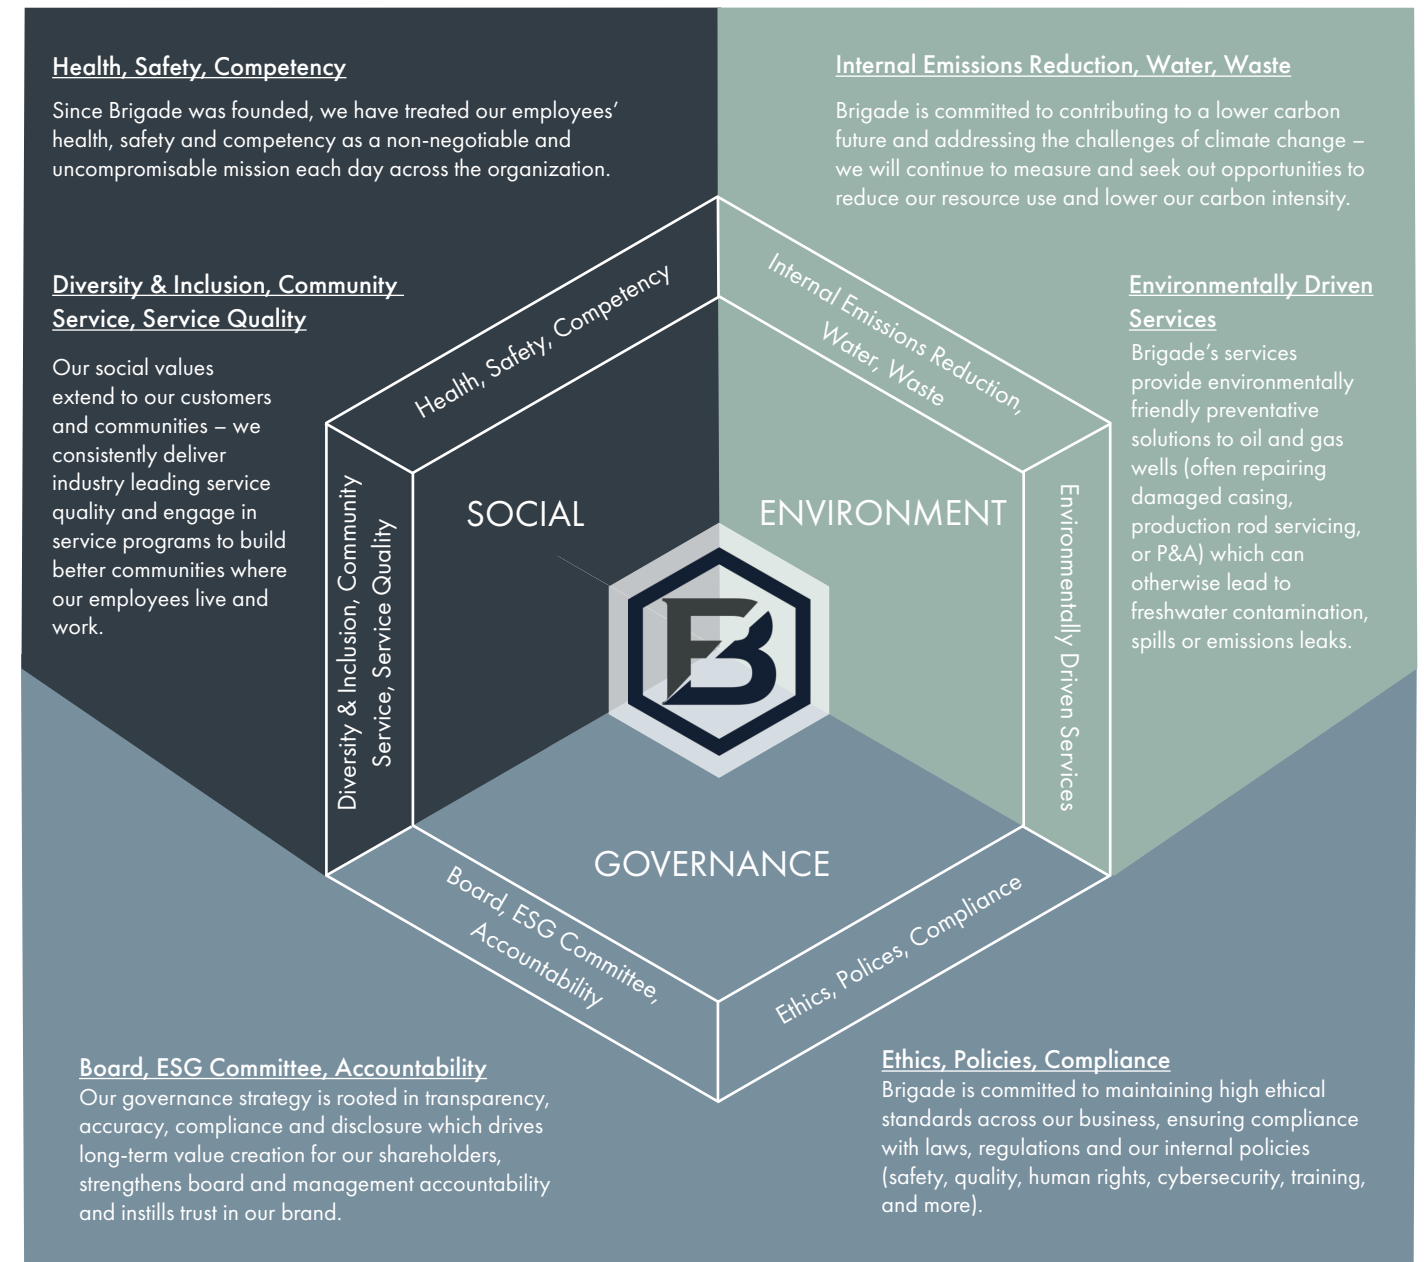 Health, Safety, Competency
Since Brigade was founded, we have treated our employees’
health, safety and competency as a non-negotiable and
uncompromisable mission each day across the organization.
Internal Emissions Reduction, Water, Waste
Brigade is committed to contributing to a lower carbon
future and addressing the challenges of climate change –
we will continue to measure and seek out opportunities to
reduce our resource use and lower our carbon intensity.
Diversity & Inclusion, Community
Service, Service Quality
Our social values
extend to our customers
and communities – we
consistently deliver
industry leading service
quality and engage in
service programs to build
better communities where
our employees live and
work.
Environmentally Driven
Services
Brigade’s services
provide environmentally
friendly preventative
solutions to oil and gas
wells (often repairing
damaged casing,
production rod servicing,
or P&A) which can
otherwise lead to
freshwater contamination,
spills or emissions leaks.
Health, Safety, Competency
Internal Emissions Reduction,
Water, Waste
Diversity & Inclusion, Community
Service, Service Quality
SOCIAL
ENVIRONMENT
Environmentally Driven Services
B
GOVERNANCE
Board, ESG Committee,
Accountability
Ethics, Polices, Compliance
Board, ESG Committee, Accountability
Our governance strategy is rooted in transparency,
accuracy, compliance and disclosure which drives
long-term value creation for our shareholders,
strengthens board and management accountability
and instills trust in our brand.
Ethics, Policies, Compliance
Brigade is committed to maintaining high ethical
standards across our business, ensuring compliance
with laws, regulations and our internal policies
(safety, quality, human rights, cybersecurity, training,
and more).